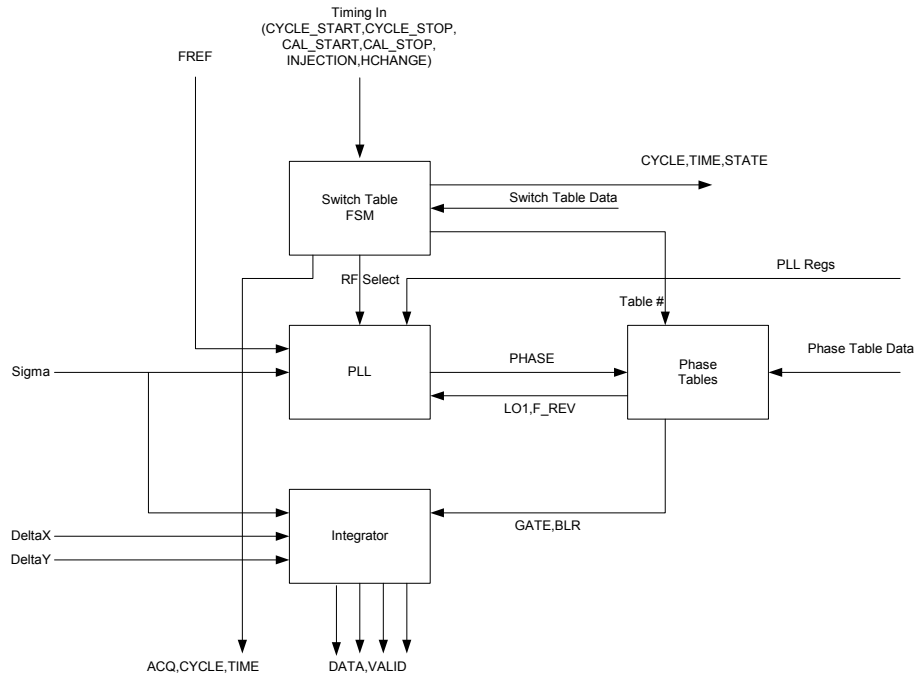 Timing In
(CYCLE_START,CYCLE_STOP,
CAL_START,CAL_STOP,
INJECTION,HCHANGE)
FREF
CYCLE,TIME,STATE
Switch Table
FSM
Switch Table Data
PLL Regs
RF Select
Table #
Phase Table Data
PHASE
Phase
Tables
Sigma
PLL
LO1,F_REV
GATE,BLR
Integrator
DeltaX
DeltaY
ACQ,CYCLE,TIME
DATA,VALID